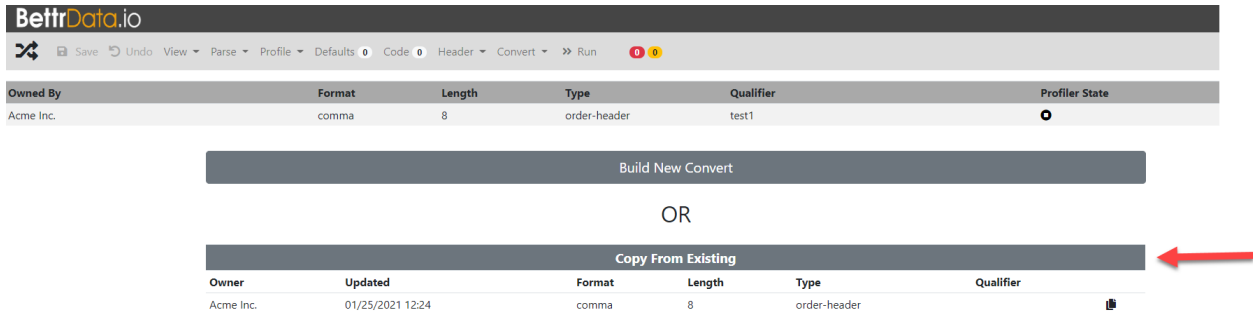 BettrData.io
Save Undo View Parse Profile Defaults 0 Code 0 Header Convert Run 0 0
Owned By Format Length Type Qualifier Profiler State
Acme Inc. comma 8 order-header test1
Build New Convert
OR
Copy From Existing
Owner Updated Format Length Type Qualifier
Acme Inc. 01/25/2021 12:24 comma 8 order-header